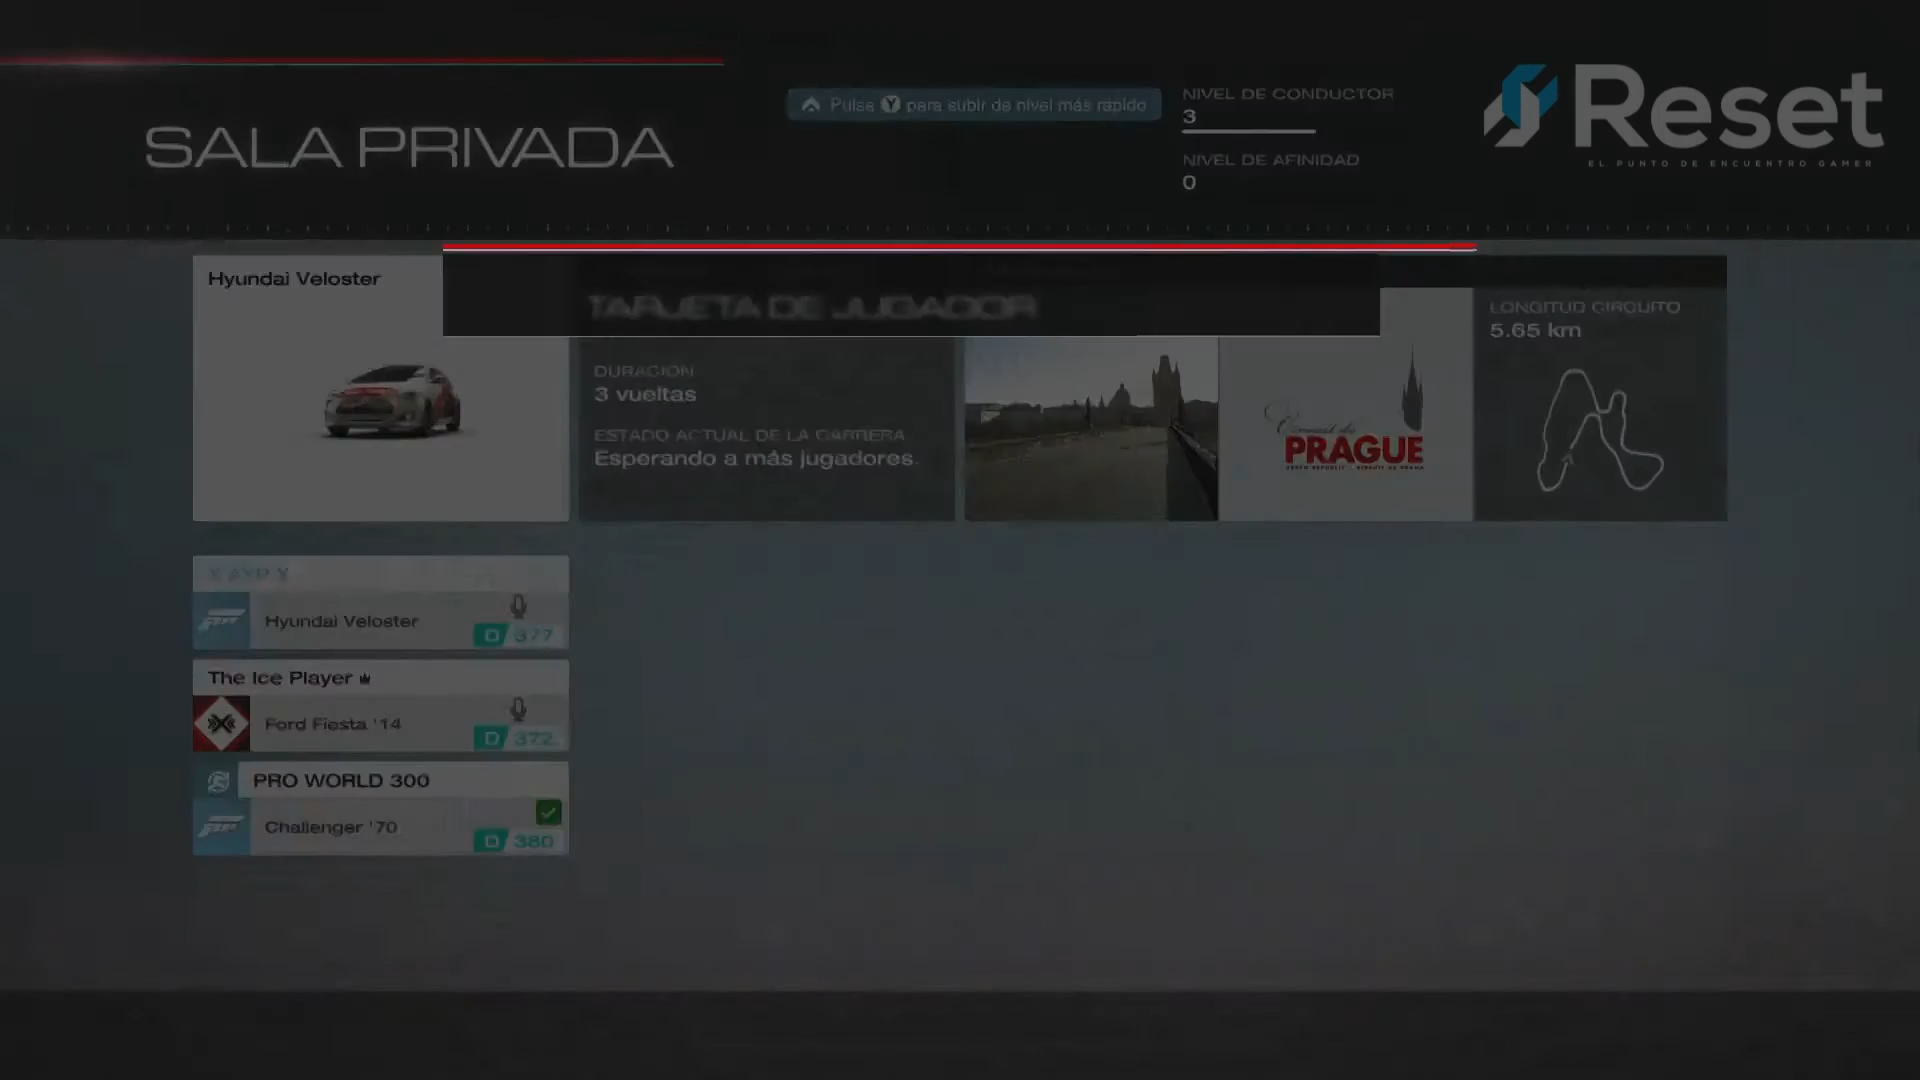 Pulsa Y para subir de nivel más rápido
NIVEL DE CONDUCTOR
3
NIVEL DE AFINIDAD
0
Reset
EL PUNTO DE ENCUENTRO GAMER
SALA PRIVADA
Hyundai Veloster
TARJETA DE JUGADOR
DURACIÓN
3 vueltas
ESTADO ACTUAL DE LA CARRERA
Esperando a más jugadores.
Circuit de
PRAGUE
LONGITUD CIRCUITO
5.65 km
X AYP X
Hyundai Veloster
D 377
The Ice Player
Ford Fiesta '14
D 372
PRO WORLD 300
Challenger '70
D 380